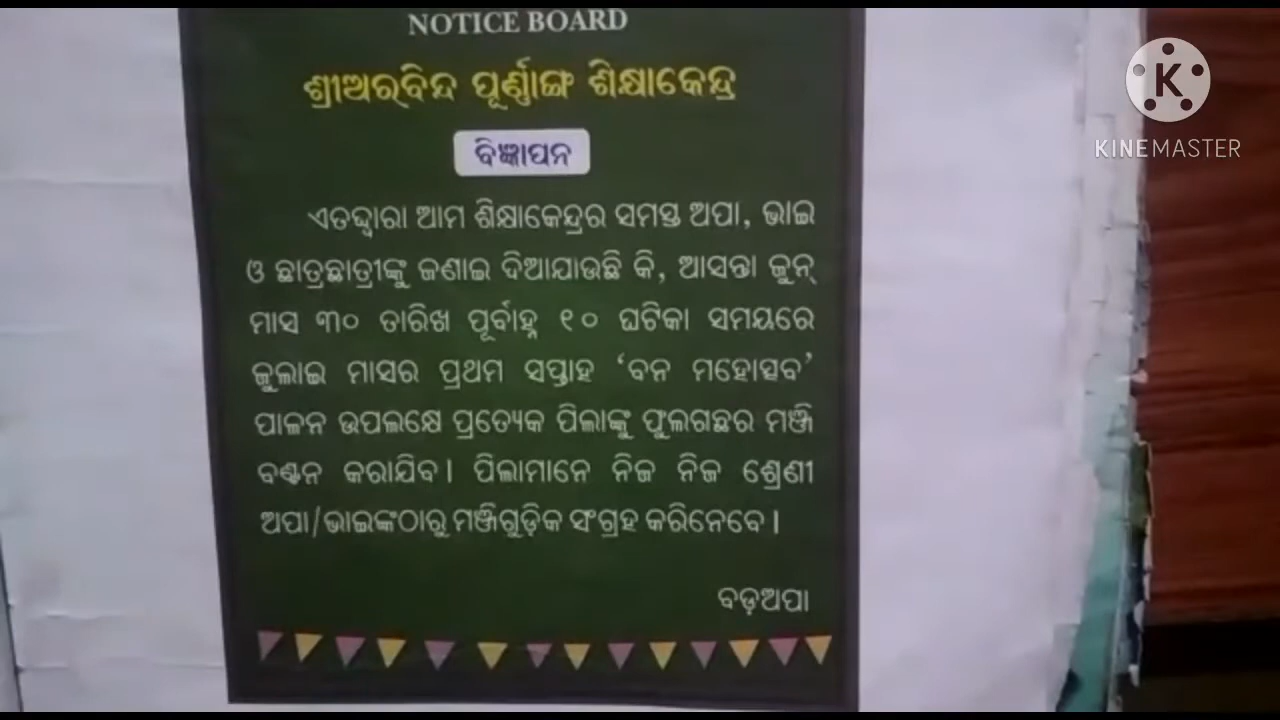 NOTICE BOARD
ଶ୍ରୀଅରବିନ୍ଦ ପୂର୍ଣ୍ଣାଙ୍ଗ ଶିକ୍ଷାକେନ୍ଦ୍ର
ବିଜ୍ଞାପନ
ଏତଦ୍ଦ୍ୱାରା ଆମ ଶିକ୍ଷାକେନ୍ଦ୍ରର ସମସ୍ତ ଅପା, ଭାଇ
ଓ ଛାତ୍ରଛାତ୍ରୀଙ୍କୁ ଜଣାଇ ଦିଆଯାଉଛି କି, ଆସନ୍ତା ଜୁନ୍
ମାସ ୩୦ ତାରିଖ ପୂର୍ବାହ୍ନ ୧୦ ଘଟିକା ସମୟରେ
ଜୁଲାଇ ମାସର ପ୍ରଥମ ସପ୍ତାହ ‘ବନ ମହୋତ୍ସବ’
ପାଳନ ଉପଲକ୍ଷେ ପ୍ରତ୍ୟେକ ପିଲାଙ୍କୁ ଫୁଲଗଛର ମଞ୍ଜି
ବଣ୍ଟନ କରାଯିବ। ପିଲାମାନେ ନିଜ ନିଜ ଶ୍ରେଣୀ
ଅପା/ଭାଇଙ୍କଠାରୁ ମଞ୍ଜିଗୁଡ଼ିକ ସଂଗ୍ରହ କରିନେବେ।
ବଡ଼ଅପା
K
KINEMASTER